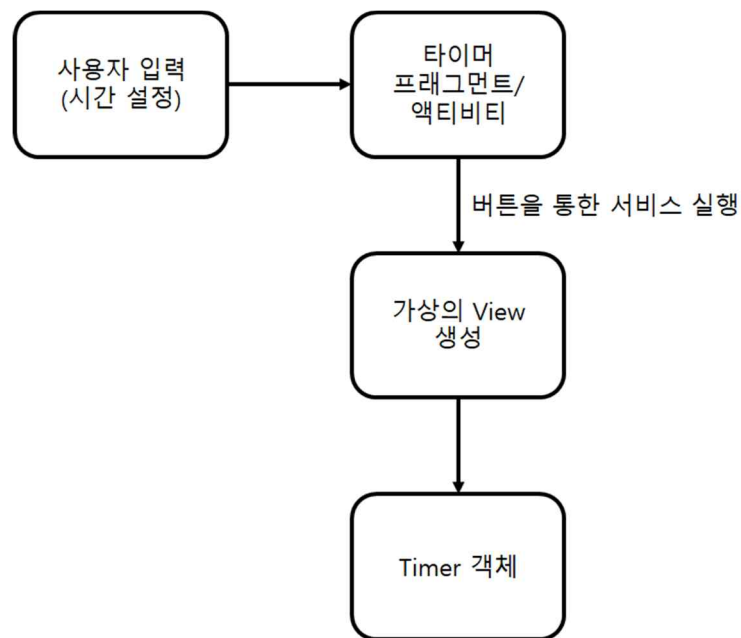 사용자 입력
(시간 설정)
타이머
프래그먼트/
액티비티
버튼을 통한 서비스 실행
가상의 View
생성
Timer 객체